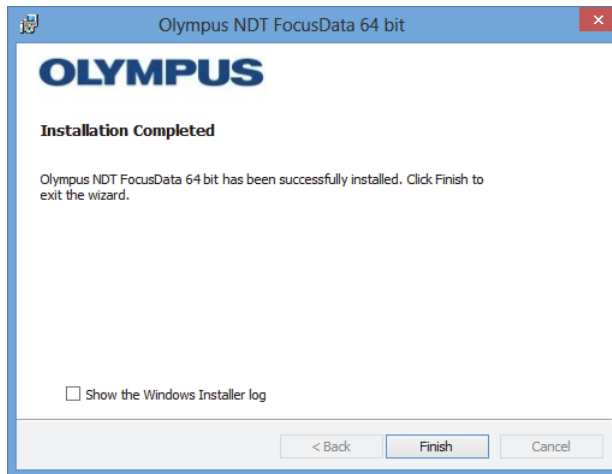 Olympus NDT FocusData 64 bit
OLYMPUS
Installation Completed
Olympus NDT FocusData 64 bit has been successfully installed. Click Finish to
exit the wizard.
Show the Windows Installer log
< Back Finish Cancel